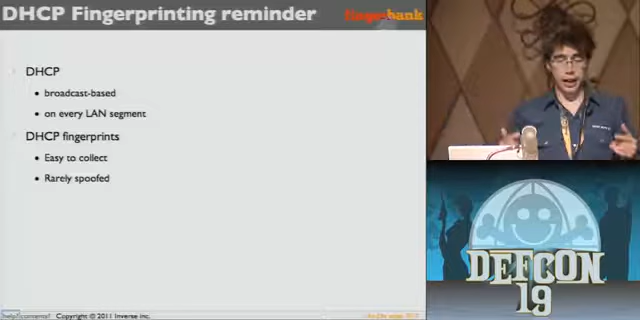 DHCP Fingerprinting reminder
fingerbank
DHCP
broadcast-based
on every LAN segment
DHCP fingerprints
Easy to collect
Rarely spoofed
Copyright © 2011 Inverse inc.
DEFCON
19